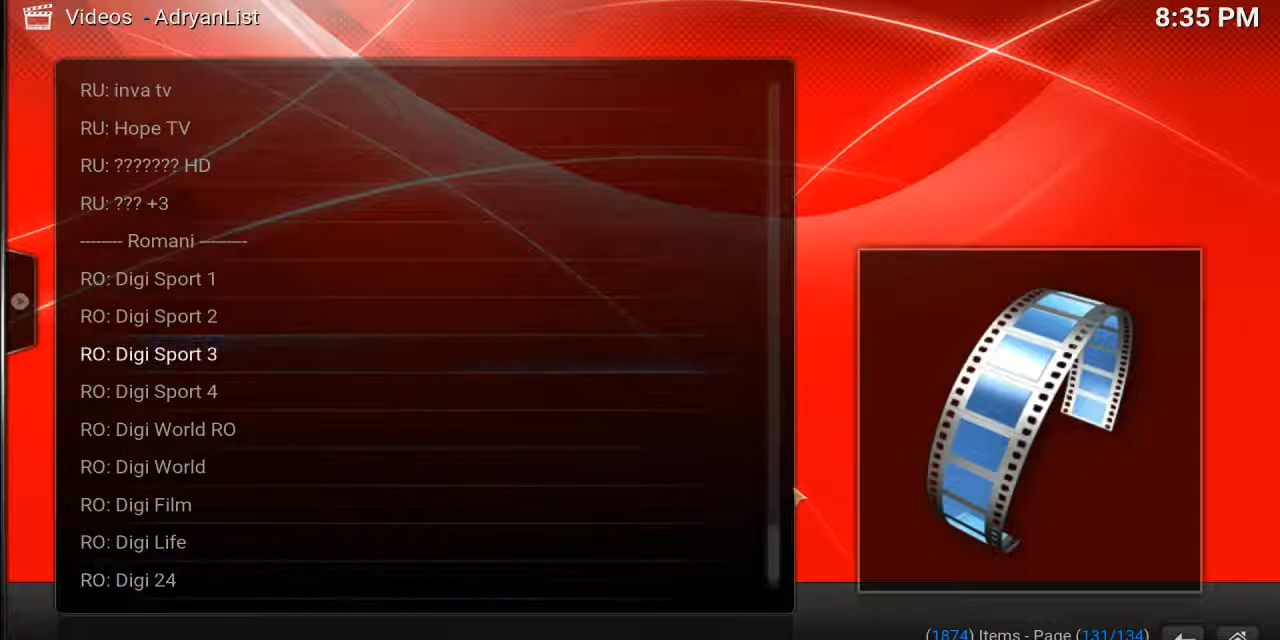 Videos - AdryanList
8:35 PM
RU: inva tv
RU: Hope TV
RU: ??????? HD
RU: ??? +3
-------- Romani ---------
RO: Digi Sport 1
RO: Digi Sport 2
RO: Digi Sport 3
RO: Digi Sport 4
RO: Digi World RO
RO: Digi World
RO: Digi Film
RO: Digi Life
RO: Digi 24
(1874) Items - Page (131/134)